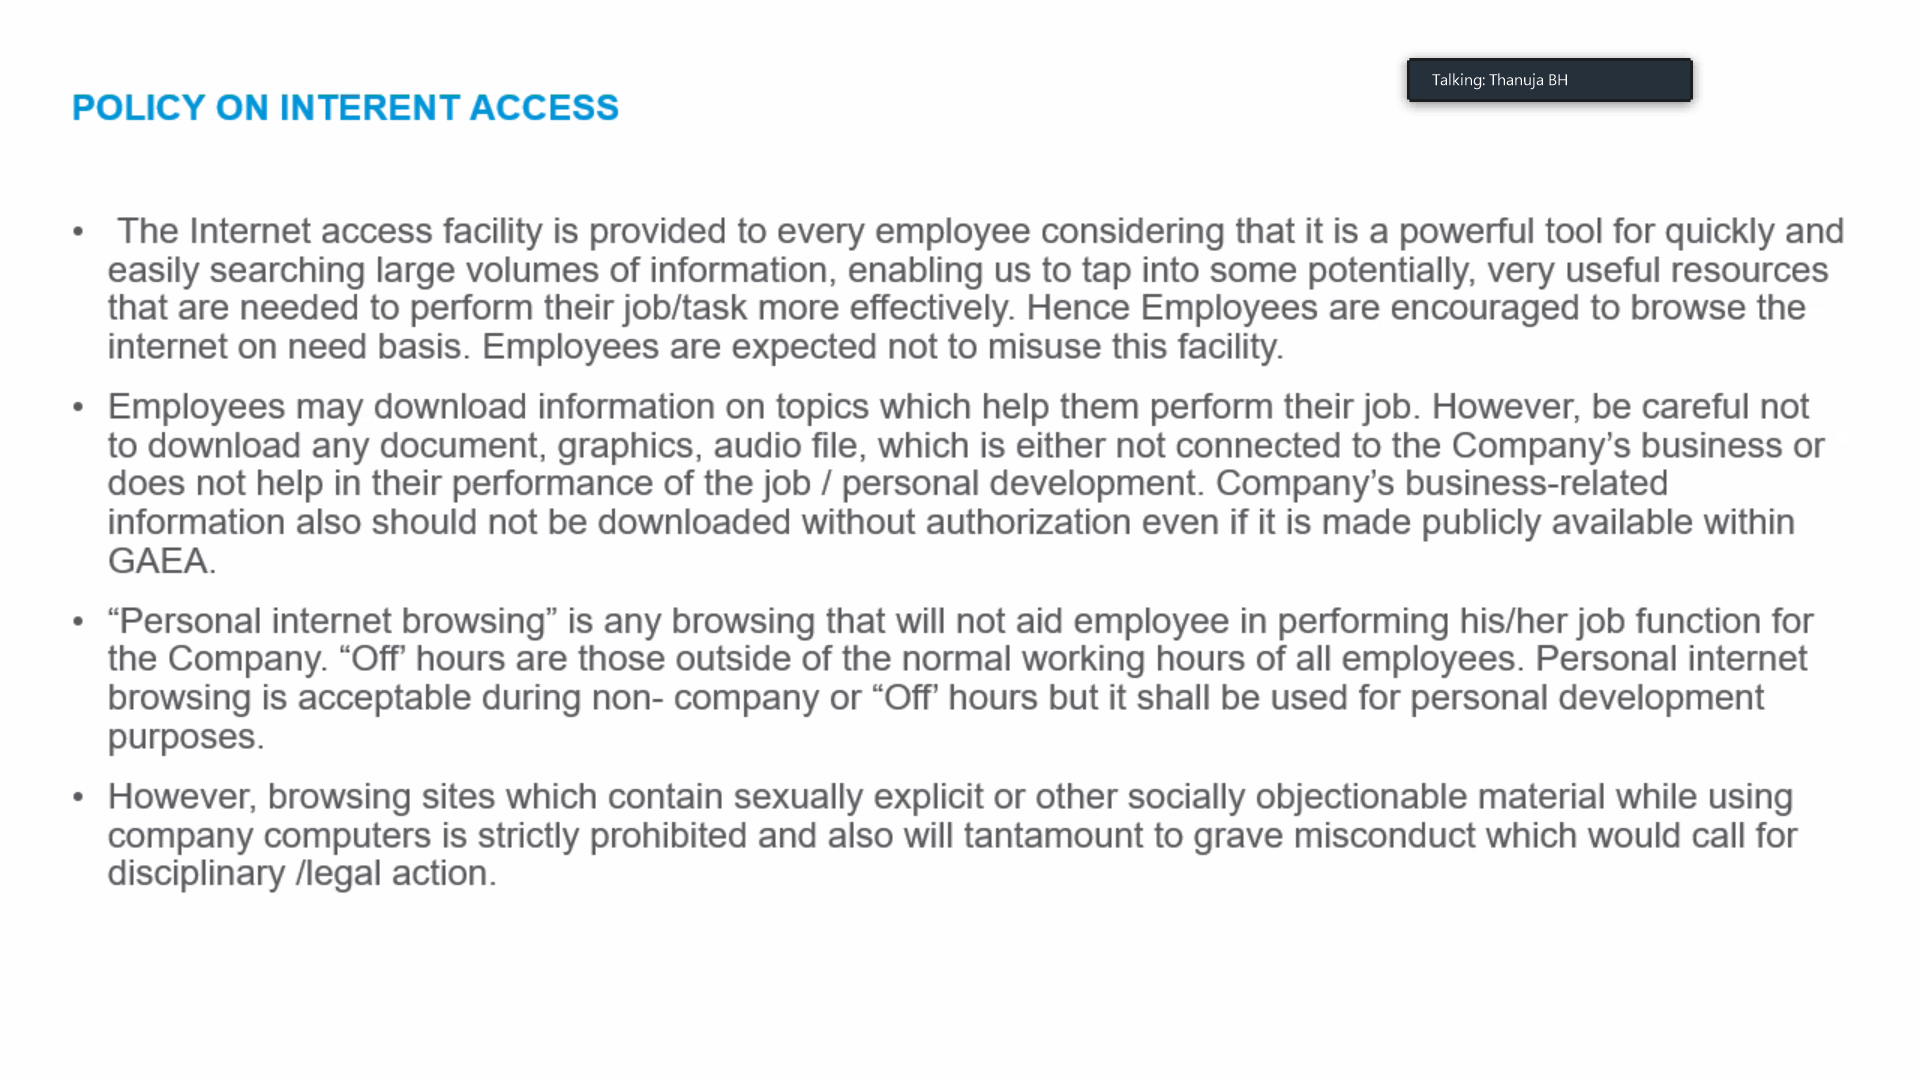 Talking: Thanuja BH
POLICY ON INTERENT ACCESS
• The Internet access facility is provided to every employee considering that it is a powerful tool for quickly and
easily searching large volumes of information, enabling us to tap into some potentially, very useful resources
that are needed to perform their job/task more effectively. Hence Employees are encouraged to browse the
internet on need basis. Employees are expected not to misuse this facility.
• Employees may download information on topics which help them perform their job. However, be careful not
to download any document, graphics, audio file, which is either not connected to the Company’s business or
does not help in their performance of the job / personal development. Company’s business-related
information also should not be downloaded without authorization even if it is made publicly available within
GAEA.
• “Personal internet browsing” is any browsing that will not aid employee in performing his/her job function for
the Company. “Off’ hours are those outside of the normal working hours of all employees. Personal internet
browsing is acceptable during non- company or “Off’ hours but it shall be used for personal development
purposes.
• However, browsing sites which contain sexually explicit or other socially objectionable material while using
company computers is strictly prohibited and also will tantamount to grave misconduct which would call for
disciplinary /legal action.